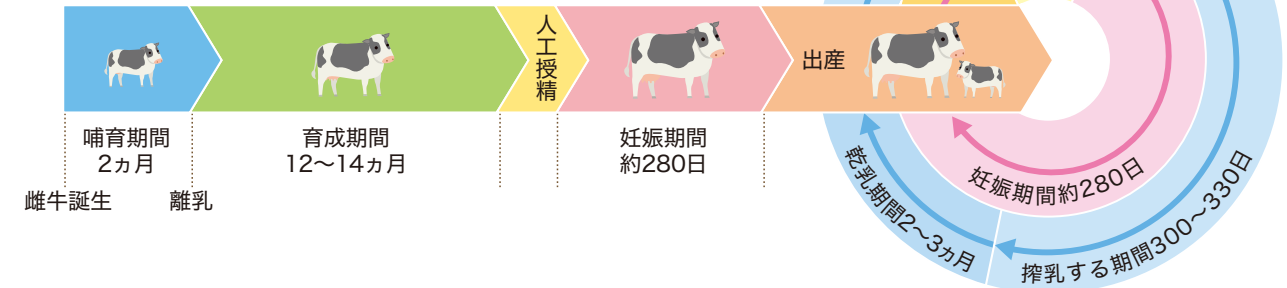 人工授精
出産
哺育期間
2ヵ月
育成期間
12〜14ヵ月
妊娠期間
約280日
雌牛誕生
離乳
妊娠期間約280日
乾乳期間2〜3ヵ月
搾乳する期間300〜330日